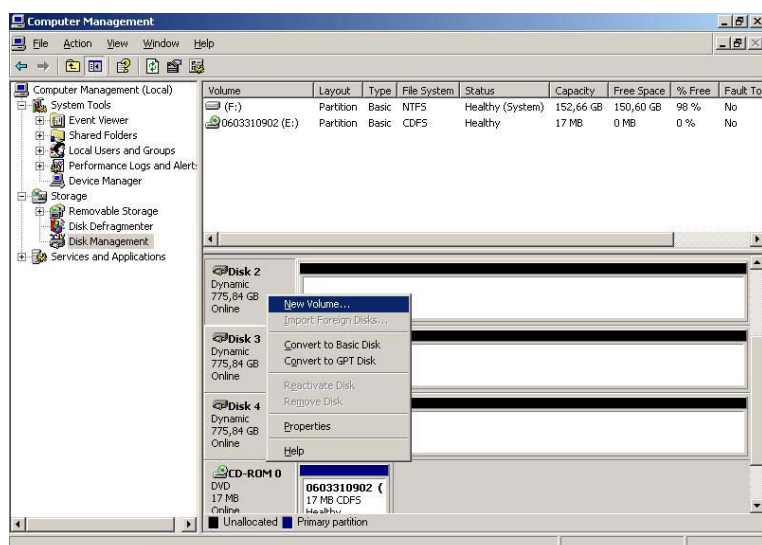 Computer Management
File Action View Window Help
Computer Management (Local)
System Tools
Event Viewer
Shared Folders
Local Users and Groups
Performance Logs and Alert
Device Manager
Storage
Removable Storage
Disk Defragmenter
Disk Management
Services and Applications
Volume Layout Type File System Status Capacity Free Space % Free Fault To
(F:) Partition Basic NTFS Healthy (System) 152,66 GB 150,60 GB 98 % No
0603310902 (E:) Partition Basic CDFS Healthy 17 MB 0 MB 0 % No
Disk 2
Dynamic
775,84 GB
Online
New Volume...
Import Foreign Disks...
Convert to Basic Disk
Convert to GPT Disk
Reactivate Disk
Remove Disk
Properties
Help
Disk 3
Dynamic
775,84 GB
Online
Disk 4
Dynamic
775,84 GB
Online
CD-ROM 0
DVD
17 MB
Online
0603310902 (
17 MB CDFS
Healthy
Unallocated Primary partition